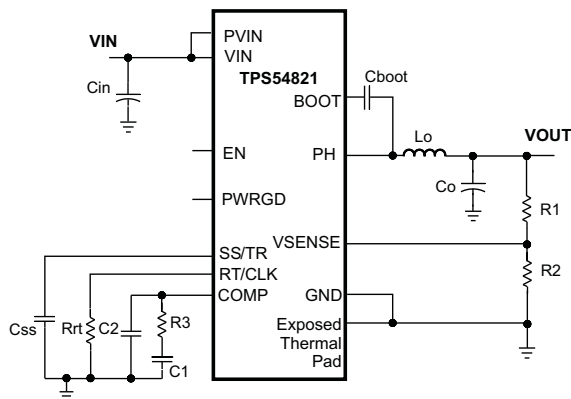 PVIN
VIN
VIN
TPS54821
Cin
Cboot
BOOT
Lo
VOUT
EN
PH
Co
R1
PWRGD
VSENSE
SS/TR
RT/CLK
R2
COMP
GND
Css
Rrt
C2
R3
C1
Exposed
Thermal
Pad